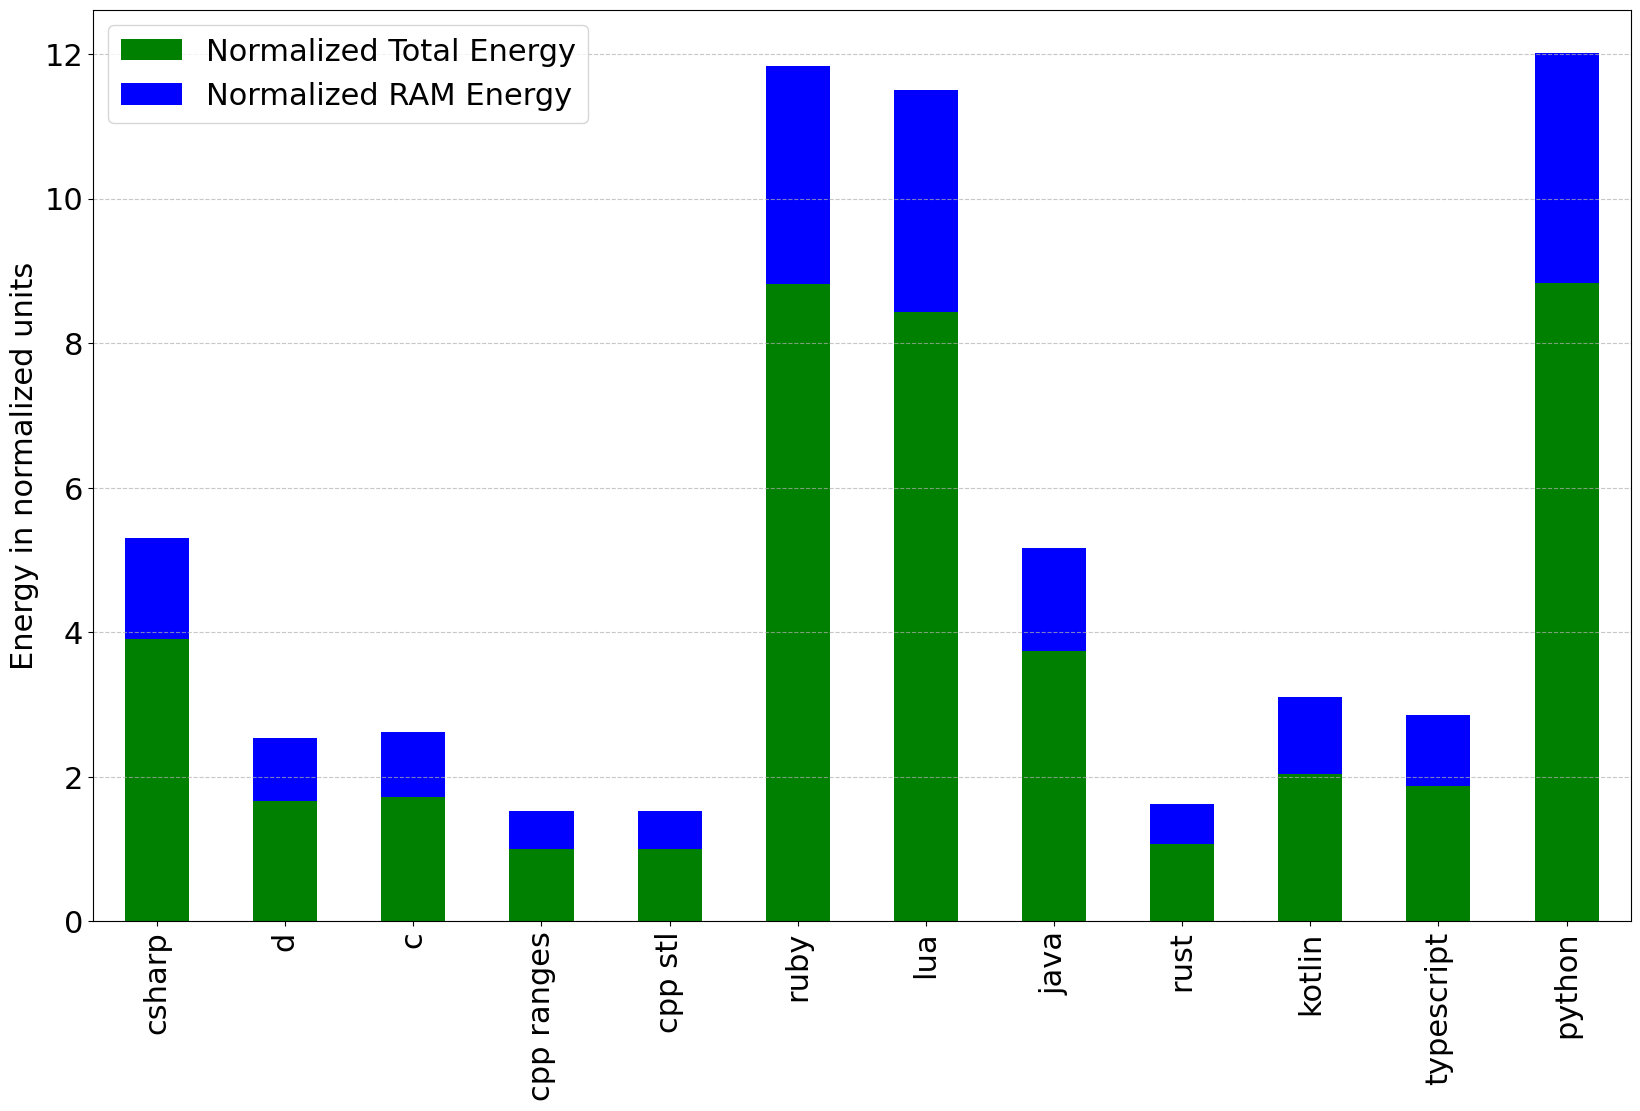 Normalized Total Energy
Normalized RAM Energy
Energy in normalized units
12
10
8
6
4
2
0
csharp
d
c
cpp ranges
cpp stl
ruby
lua
java
rust
kotlin
typescript
python